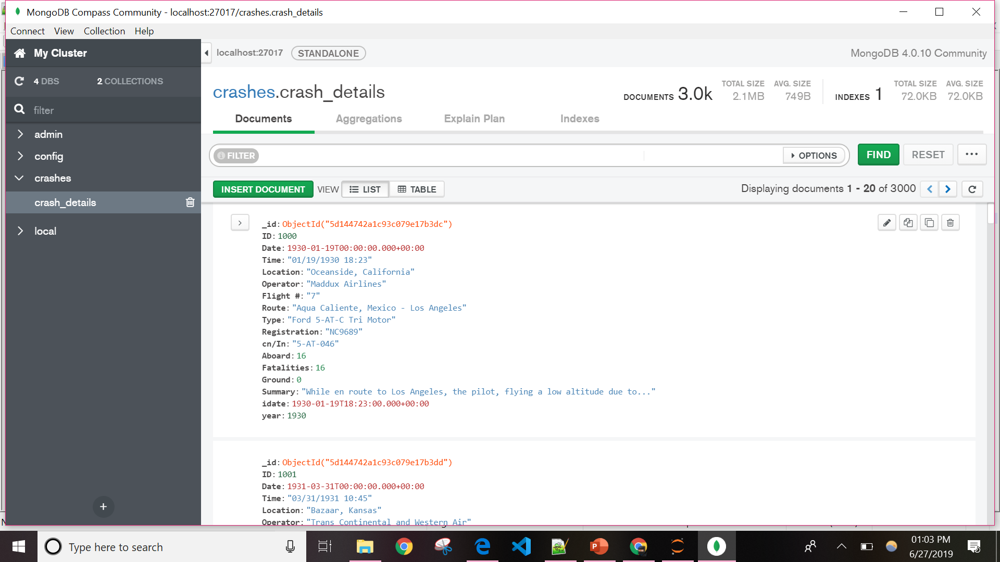 MongoDB Compass Community - localhost:27017/crashes.crash_details
Connect View Collection Help
My Cluster
localhost:27017 STANDALONE MongoDB 4.0.10 Community
4 DBS 2 COLLECTIONS
filter
admin
config
crashes
crash_details
local
crashes.crash_details
DOCUMENTS 3.0k TOTAL SIZE 2.1MB AVG. SIZE 749B INDEXES 1 TOTAL SIZE 72.0KB AVG. SIZE 72.0KB
Documents Aggregations Explain Plan Indexes
FILTER OPTIONS FIND RESET ...
INSERT DOCUMENT VIEW LIST TABLE Displaying documents 1 - 20 of 3000
_id: ObjectId("5d144742a1c93c079e17b3dc")
ID: 1000
Date: 1930-01-19T00:00:00.000+00:00
Time: "01/19/1930 18:23"
Location: "Oceanside, California"
Operator: "Maddux Airlines"
Flight #: "7"
Route: "Aqua Caliente, Mexico - Los Angeles"
Type: "Ford 5-AT-C Tri Motor"
Registration: "NC9689"
cn/In: "5-AT-046"
Aboard: 16
Fatalities: 16
Ground: 0
Summary: "While en route to Los Angeles, the pilot, flying a low altitude due to..."
idate: 1930-01-19T18:23:00.000+00:00
year: 1930
_id: ObjectId("5d144742a1c93c079e17b3dd")
ID: 1001
Date: 1931-03-31T00:00:00.000+00:00
Time: "03/31/1931 10:45"
Location: "Bazaar, Kansas"
Operator: "Trans Continental and Western Air"
Type here to search
01:03 PM
6/27/2019